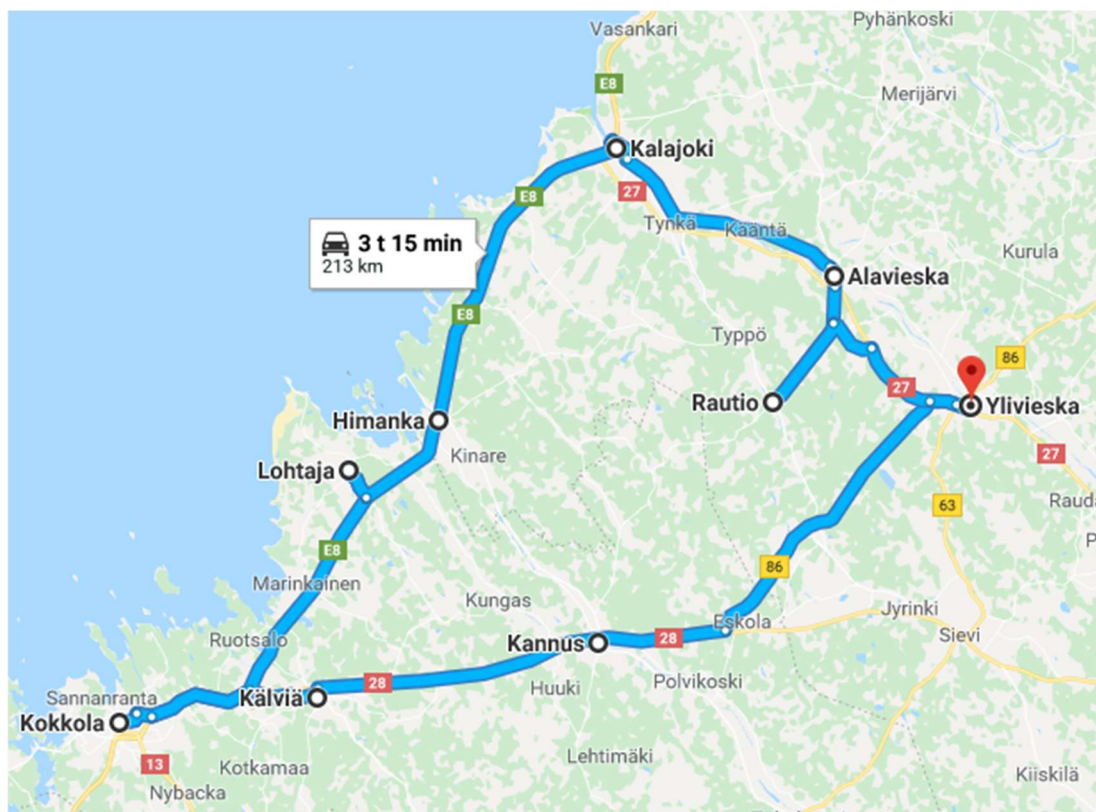 Vasankari
Pyhänkoski
E8
Merijärvi
Kalajoki
27
E8
Tynkä
Kääntä
3 t 15 min
213 km
Kurula
Alavieska
E8
Typpö
86
27
Rautio
Ylivieska
Himanka
Kinare
27
Lohtaja
63
Rauda
E8
P
86
Marinkainen
Kungas
Jyrinki
Eskola
Ruotsalo
Kannus
28
Sievi
28
Huuki
Polvikoski
Kälviä
Sannanranta
Kokkola
Lehtimäki
13
Kotkamaa
Kiiskilä
Nybacka